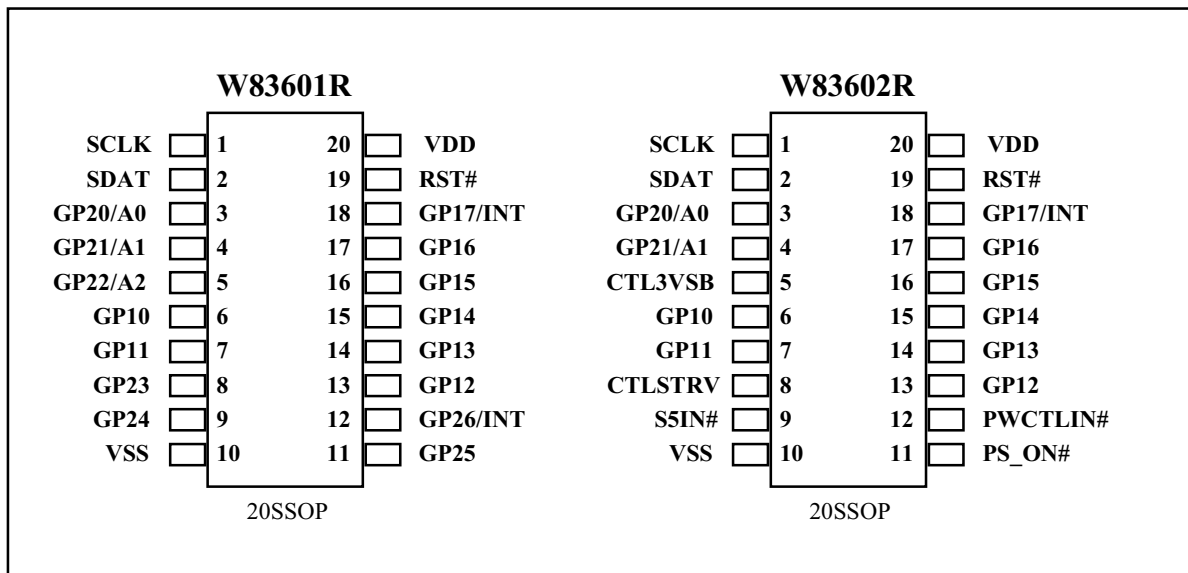 W83601R W83602R
SCLK 1 20 VDD SCLK 1 20 VDD
SDAT 2 19 RST# SDAT 2 19 RST#
GP20/A0 3 18 GP17/INT GP20/A0 3 18 GP17/INT
GP21/A1 4 17 GP16 GP21/A1 4 17 GP16
GP22/A2 5 16 GP15 CTL3VSB 5 16 GP15
GP10 6 15 GP14 GP10 6 15 GP14
GP11 7 14 GP13 GP11 7 14 GP13
GP23 8 13 GP12 CTLSTRV 8 13 GP12
GP24 9 12 GP26/INT S5IN# 9 12 PWCTLIN#
VSS 10 11 GP25 VSS 10 11 PS_ON#
20SSOP 20SSOP